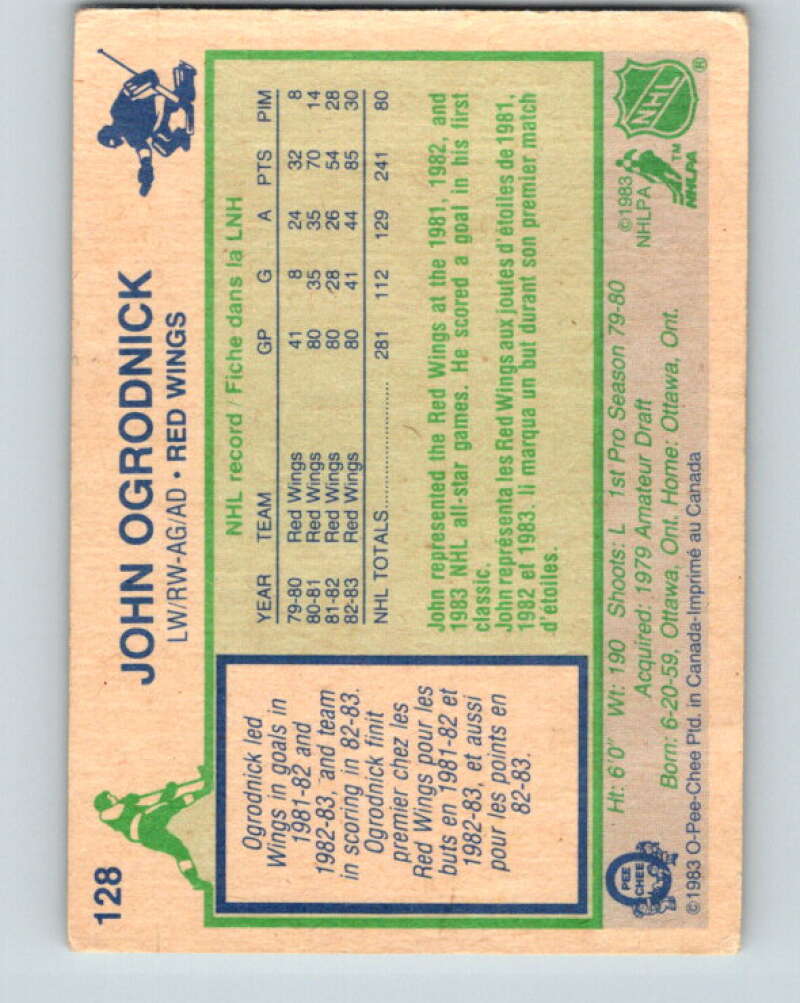 128
JOHN OGRODNICK
LW/RW-AG/AD • RED WINGS
Ogrodnick led
Wings in goals in
1981-82 and
1982-83, and team
in scoring in 82-83.
Ogrodnick finit
premier chez les
Red Wings pour les
buts en 1981-82 et
1982-83, et aussi
pour les points en
82-83.
NHL record / Fiche dans la LNH
YEAR TEAM GP G A PTS PIM
79-80 Red Wings 41 8 24 32 8
80-81 Red Wings 80 35 35 70 14
81-82 Red Wings 80 28 26 54 28
82-83 Red Wings 80 41 44 85 30
NHL TOTALS.................... 281 112 129 241 80
John represented the Red Wings at the 1981, 1982, and
1983 NHL all-star games. He scored a goal in his first
classic.
John représenta les Red Wings aux joutes d'étoiles de 1981,
1982 et 1983. Il marqua un but durant son premier match
d'étoiles.
Ht: 6'0" Wt: 190 Shoots: L 1st Pro Season 79-80
Acquired: 1979 Amateur Draft
Born: 6-20-59, Ottawa, Ont. Home: Ottawa, Ont.
©1983 O-Pee-Chee Ptd. in Canada-Imprimé au Canada
O
PEE
CHEE
©1983
NHLPA
TM
NHLPA
NHL
®